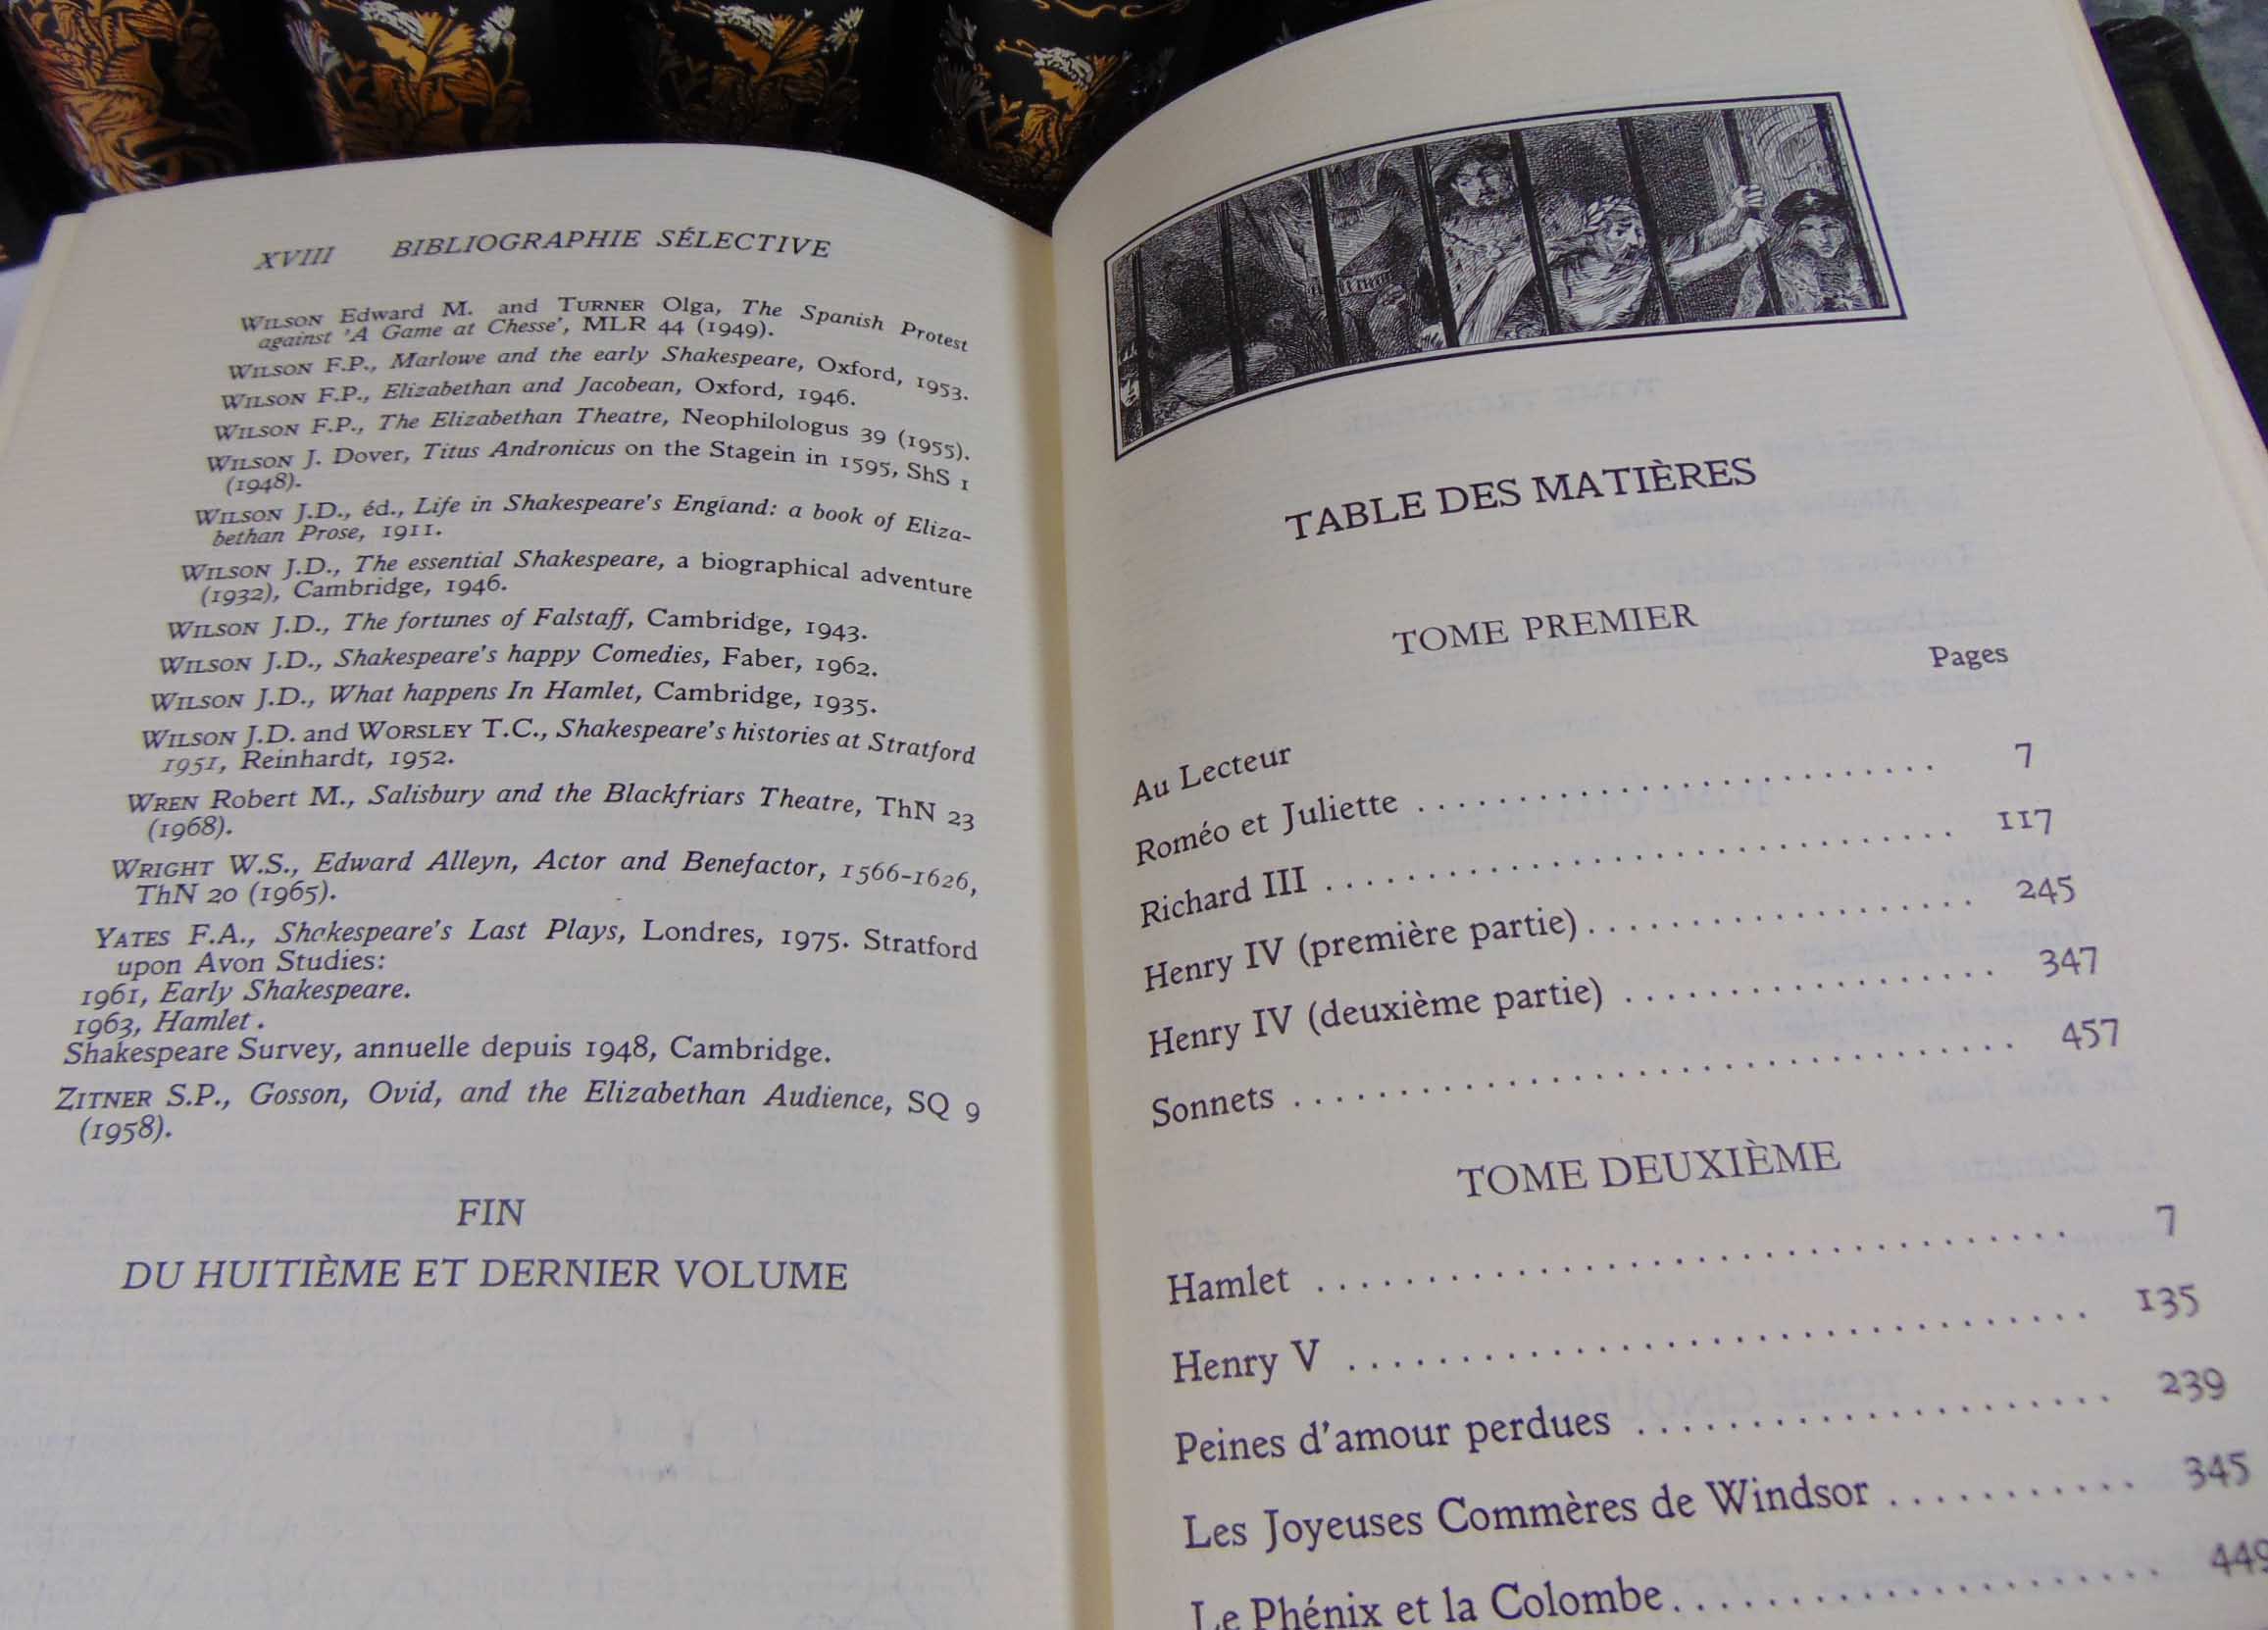 XVIII BIBLIOGRAPHIE SÉLECTIVE
WILSON Edward M. and TURNER Olga, The Spanish Protest
against 'A Game at Chesse', MLR 44 (1949).
WILSON F.P., Marlowe and the early Shakespeare, Oxford, 1953.
WILSON F.P., Elizabethan and Jacobean, Oxford, 1946.
WILSON F.P., The Elizabethan Theatre, Neophilologus 39 (1955).
WILSON J. Dover, Titus Andronicus on the Stagein in 1595, ShS 1
(1948).
WILSON J.D., éd., Life in Shakespeare's England: a book of Eliza-
bethan Prose, 1911.
WILSON J.D., The essential Shakespeare, a biographical adventure
(1932), Cambridge, 1946.
WILSON J.D., The fortunes of Falstaff, Cambridge, 1943.
WILSON J.D., Shakespeare's happy Comedies, Faber, 1962.
WILSON J.D., What happens In Hamlet, Cambridge, 1935.
WILSON J.D. and WORSLEY T.C., Shakespeare's histories at Stratford
1951, Reinhardt, 1952.
WREN Robert M., Salisbury and the Blackfriars Theatre, ThN 23
(1968).
WRIGHT W.S., Edward Alleyn, Actor and Benefactor, 1566-1626,
ThN 20 (1965).
YATES F.A., Shakespeare's Last Plays, Londres, 1975. Stratford
upon Avon Studies:
1961, Early Shakespeare.
1963, Hamlet.
Shakespeare Survey, annuelle depuis 1948, Cambridge.
ZITNER S.P., Gosson, Ovid, and the Elizabethan Audience, SQ 9
(1958).
FIN
DU HUITIÈME ET DERNIER VOLUME
TABLE DES MATIÈRES
TOME PREMIER
Pages
Au Lecteur
Roméo et Juliette . . . . . . . . . . . . . . . . . . . . . . . . . . 7
Richard III . . . . . . . . . . . . . . . . . . . . . . . . . . . . . . 117
Henry IV (première partie) . . . . . . . . . . . . . . . . . . . 245
Henry IV (deuxième partie) . . . . . . . . . . . . . . . . . . 347
Sonnets . . . . . . . . . . . . . . . . . . . . . . . . . . . . . . . . 457
TOME DEUXIÈME
Hamlet . . . . . . . . . . . . . . . . . . . . . . . . . . . . . . . . 7
Henry V . . . . . . . . . . . . . . . . . . . . . . . . . . . . . . . 135
Peines d'amour perdues . . . . . . . . . . . . . . . . . . . . . 239
Les Joyeuses Commères de Windsor . . . . . . . . . . . 345
Le Phénix et la Colombe . . . . . . . . . . . . . . . . . . . . 449